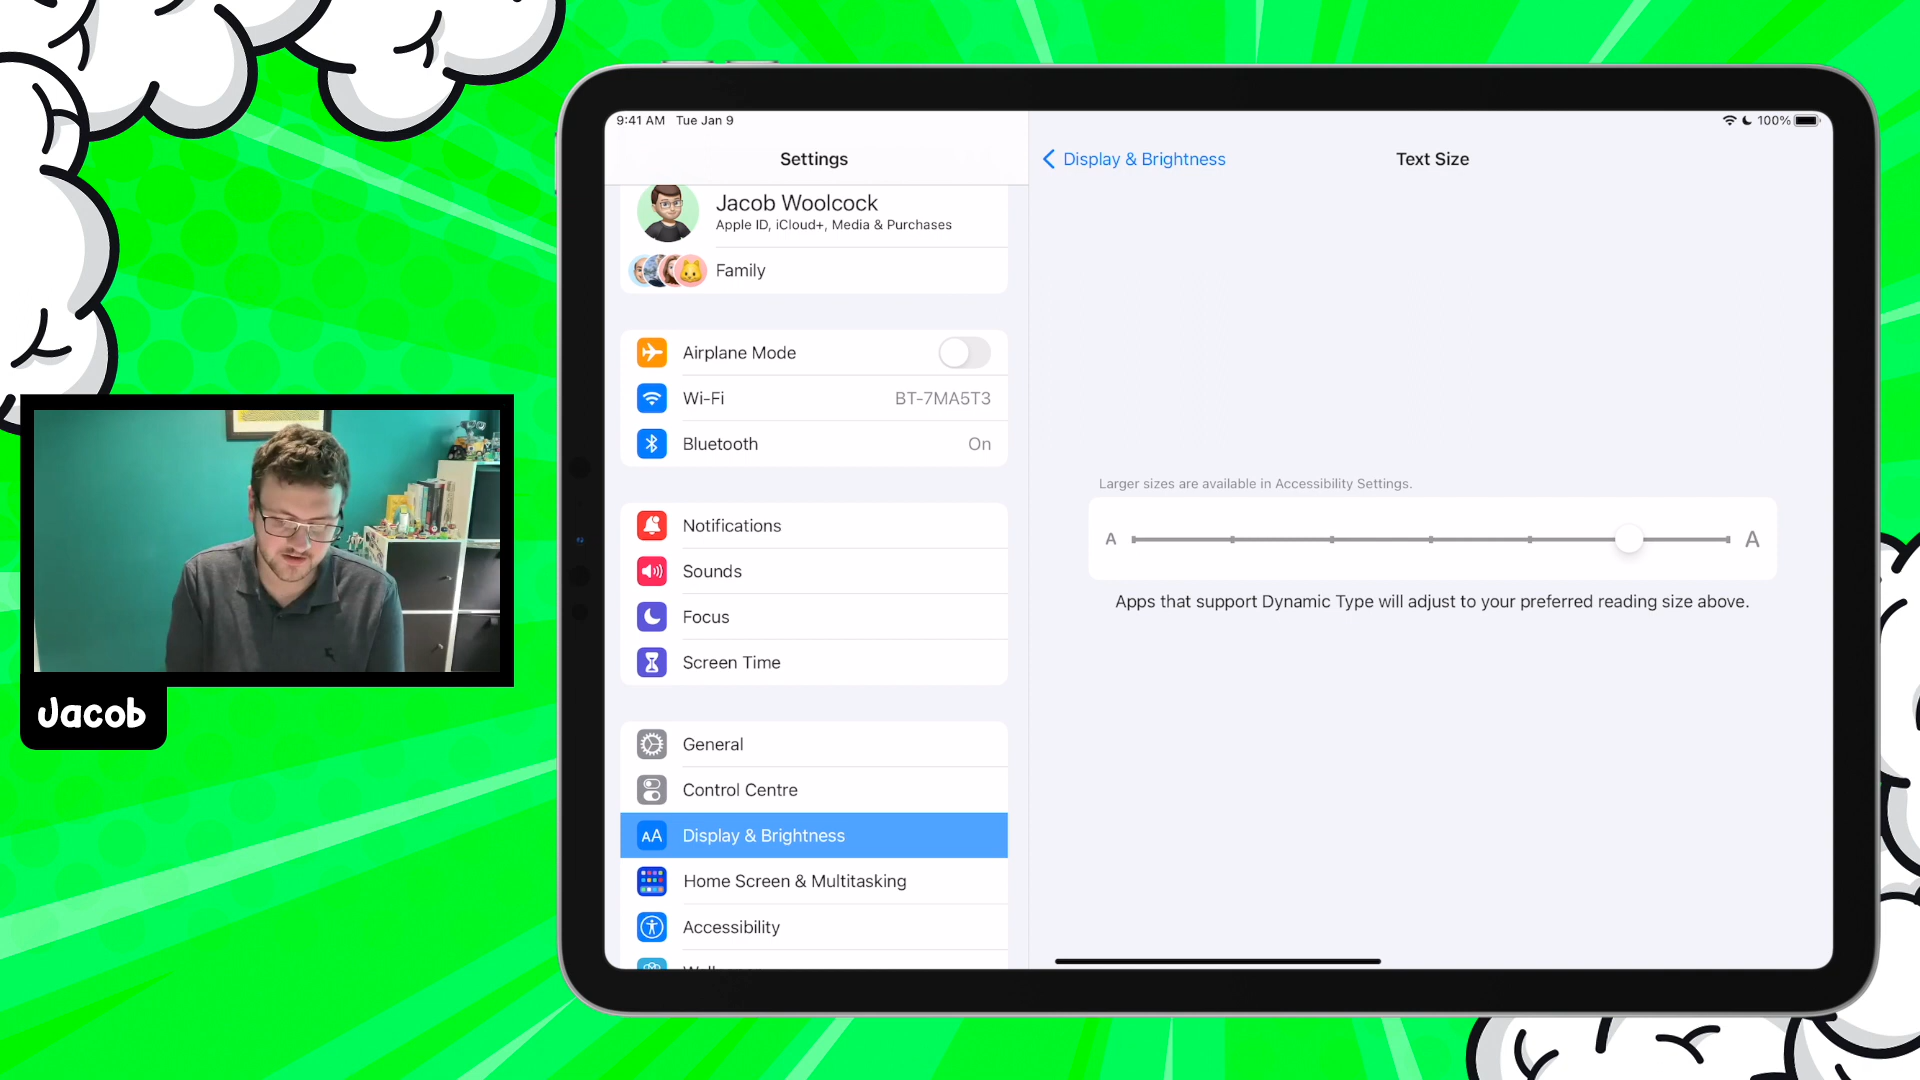 9:41 AM Tue Jan 9
100%
Settings
Display & Brightness
Text Size
Jacob Woolcock
Apple ID, iCloud+, Media & Purchases
Family
Airplane Mode
Wi-Fi BT-7MA5T3
Bluetooth On
Notifications
Sounds
Focus
Screen Time
General
Control Centre
AA Display & Brightness
Home Screen & Multitasking
Accessibility
Larger sizes are available in Accessibility Settings.
A A
Apps that support Dynamic Type will adjust to your preferred reading size above.
Jacob